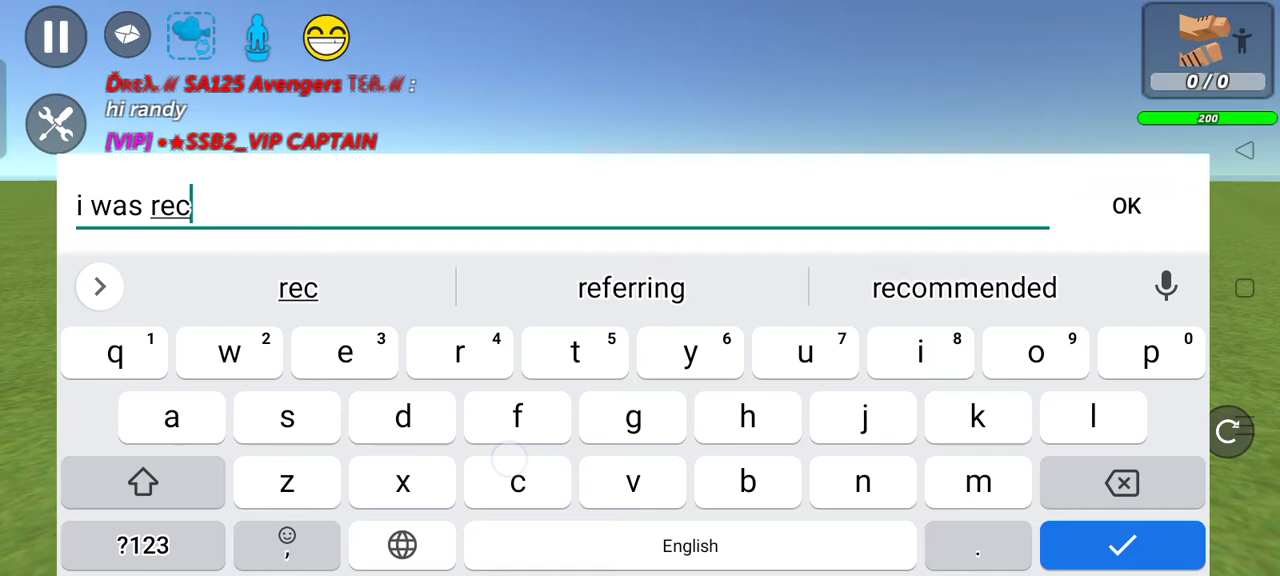 Ďʀᴇλ〃 SA125 Avengers TEA〃 :
hi randy
[VIP] •★SSB2_VIP CAPTAIN
0 / 0
200
i was rec
OK
rec referring recommended
q 1 w 2 e 3 r 4 t 5 y 6 u 7 i 8 o 9 p 0
a s d f g h j k l
z x c v b n m
?123 , English .